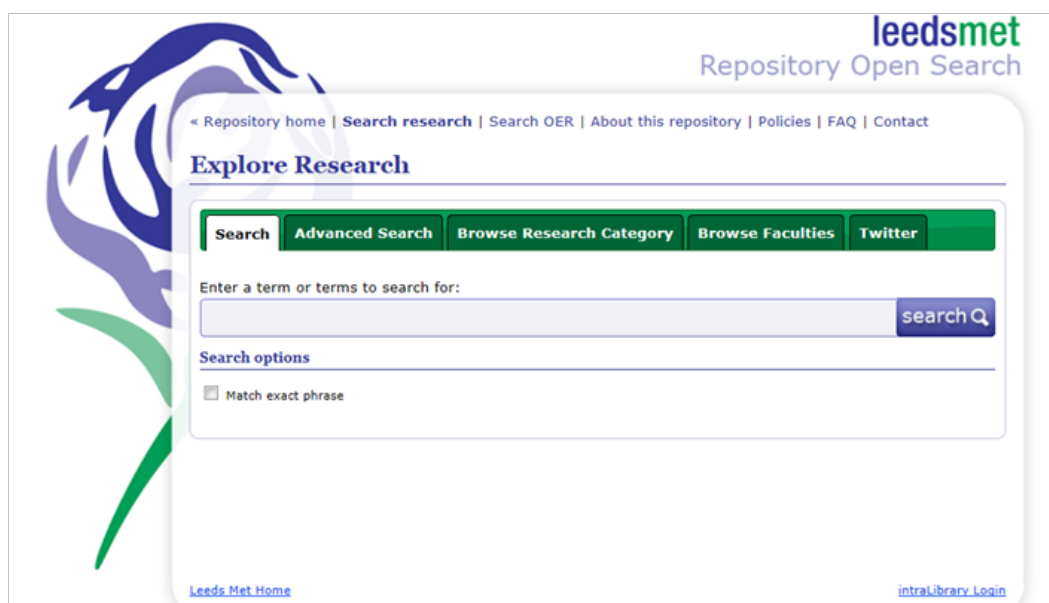 leedsmet
Repository Open Search
« Repository home | Search research | Search OER | About this repository | Policies | FAQ | Contact
Explore Research
Search Advanced Search Browse Research Category Browse Faculties Twitter
Enter a term or terms to search for:
search
Search options
Match exact phrase
Leeds Met Home intraLibrary Login